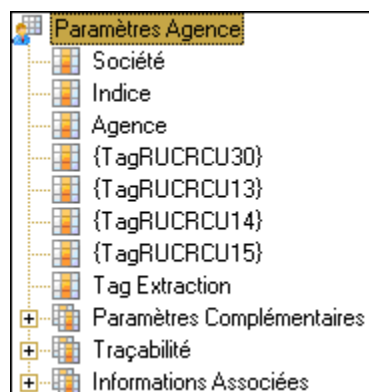 Paramètres Agence
Société
Indice
Agence
{TagRUCRCU30}
{TagRUCRCU13}
{TagRUCRCU14}
{TagRUCRCU15}
Tag Extraction
Paramètres Complémentaires
Traçabilité
Informations Associées